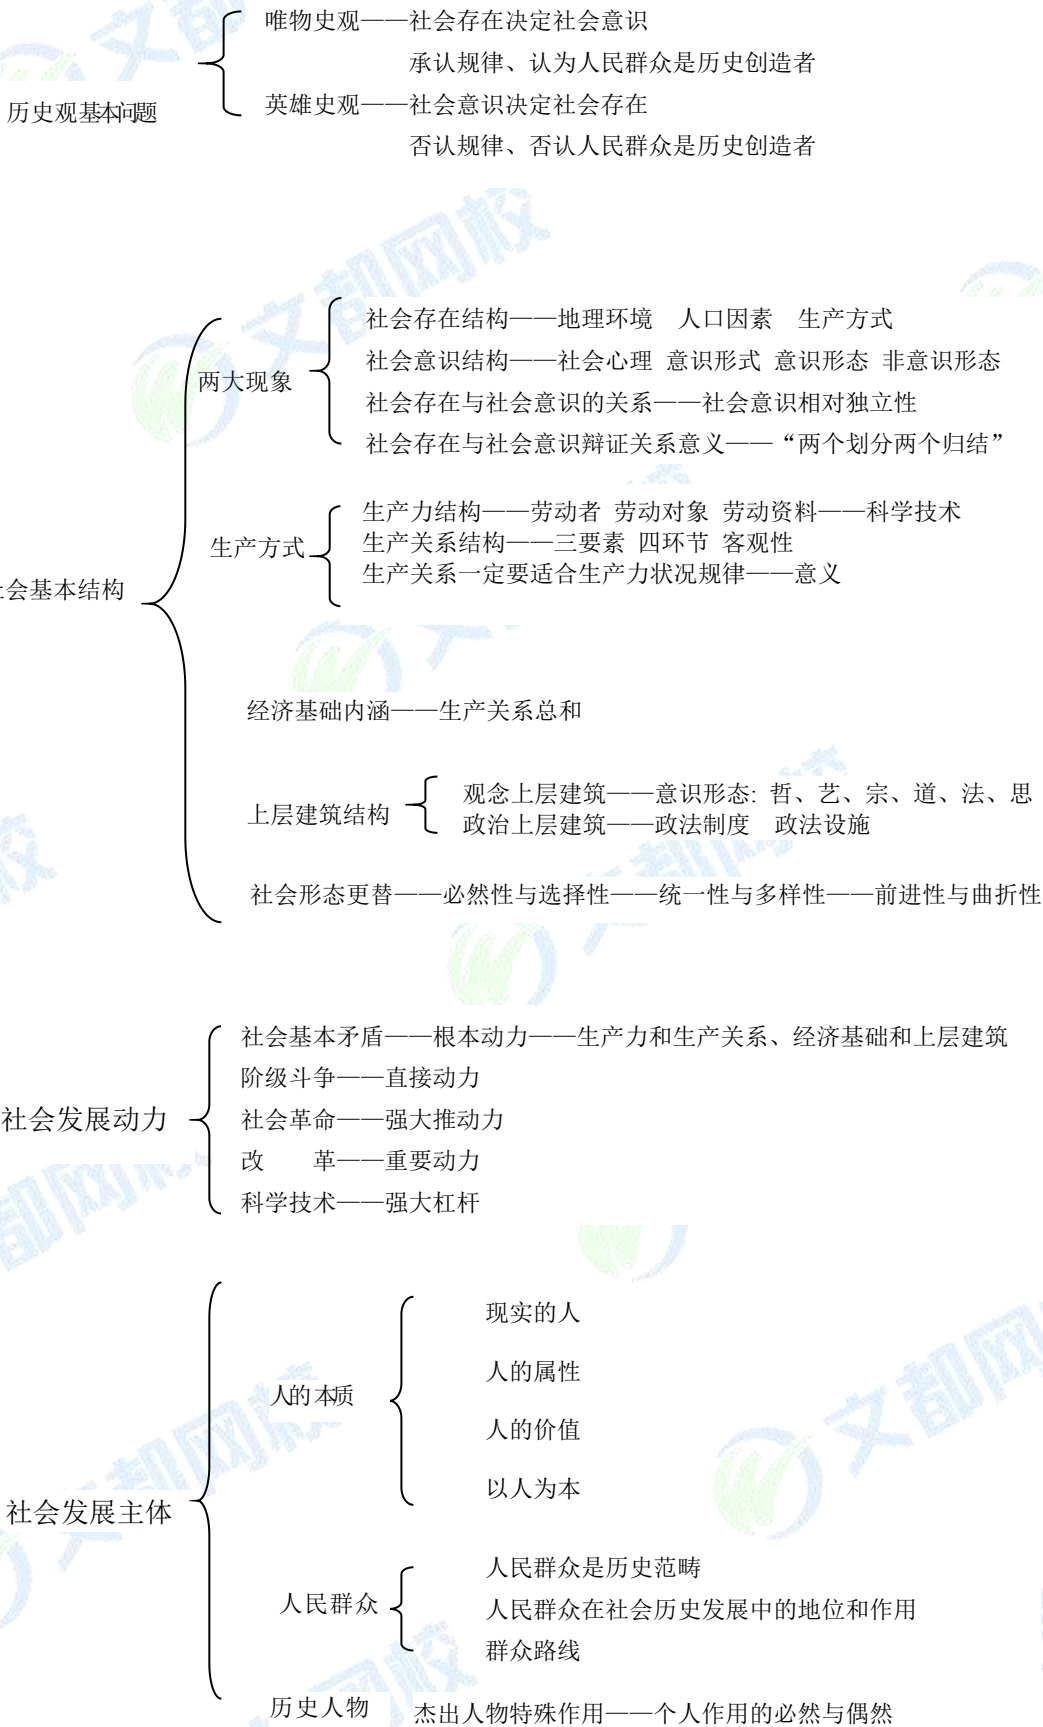 唯物史观——社会存在决定社会意识
承认规律、认为人民群众是历史创造者
历史观基本问题
英雄史观——社会意识决定社会存在
否认规律、否认人民群众是历史创造者
文都网校
社会存在结构——地理环境 人口因素 生产方式
社会意识结构——社会心理 意识形式 意识形态 非意识形态
两大现象
社会存在与社会意识的关系——社会意识相对独立性
社会存在与社会意识辩证关系意义——“两个划分两个归结”
生产力结构——劳动者 劳动对象 劳动资料——科学技术
生产方式
生产关系结构——三要素 四环节 客观性
生产关系一定要适合生产力状况规律——意义
会基本结构
经济基础内涵——生产关系总和
上层建筑结构
观念上层建筑——意识形态: 哲、艺、宗、道、法、思
政治上层建筑——政法制度 政法设施
社会形态更替——必然性与选择性——统一性与多样性——前进性与曲折性
社会基本矛盾——根本动力——生产力和生产关系、经济基础和上层建筑
阶级斗争——直接动力
社会发展动力
社会革命——强大推动力
改 革——重要动力
科学技术——强大杠杆
现实的人
人的属性
人的本质
人的价值
以人为本
社会发展主体
人民群众是历史范畴
人民群众
人民群众在社会历史发展中的地位和作用
群众路线
历史人物 杰出人物特殊作用——个人作用的必然与偶然